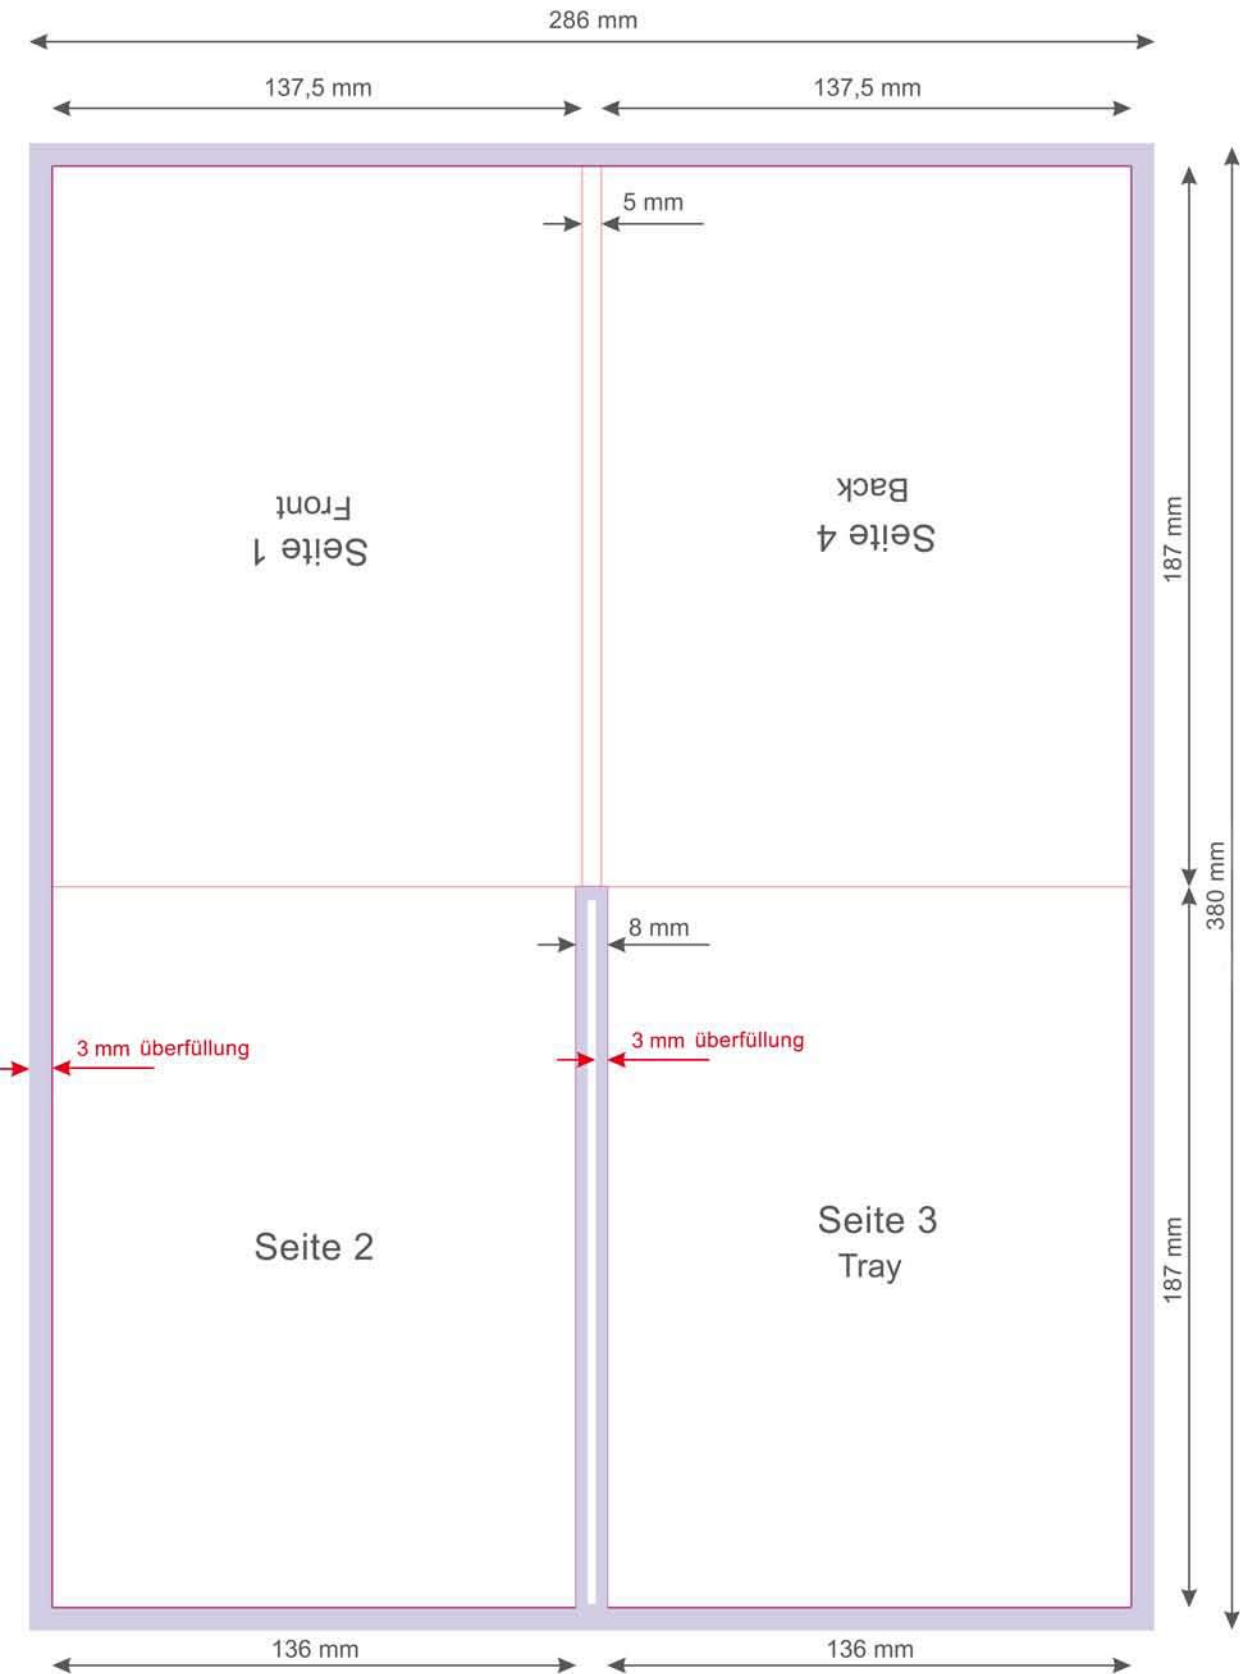 286 mm
137,5 mm
137,5 mm
5 mm
Seite 1
Front
Seite 4
Back
187 mm
380 mm
8 mm
3 mm überfüllung
3 mm überfüllung
Seite 2
Seite 3
Tray
187 mm
136 mm
136 mm